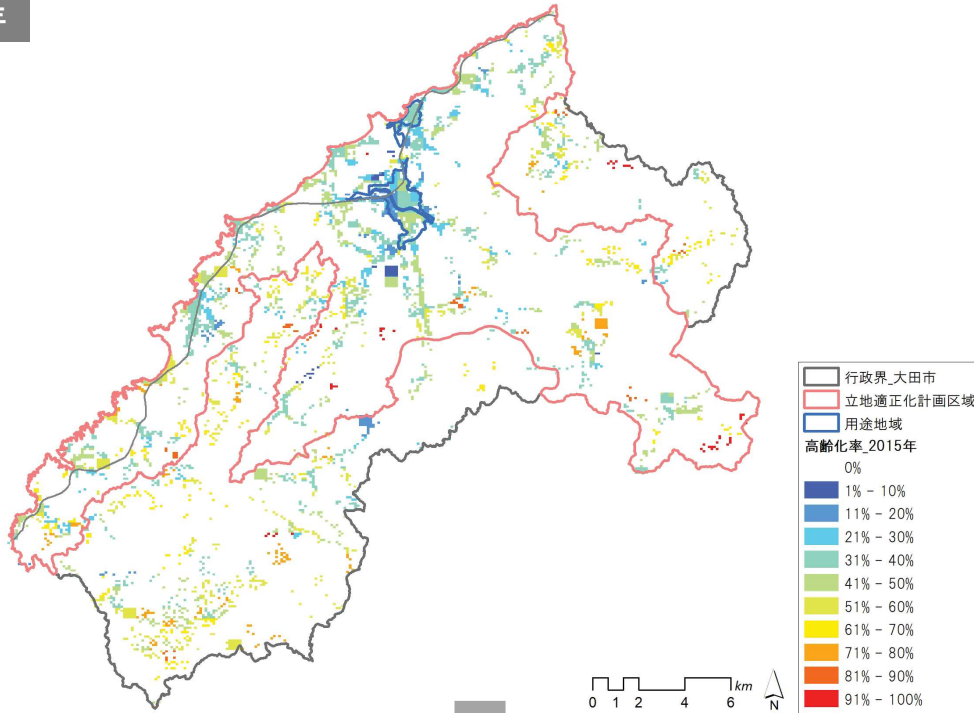 行政界_大田市
立地適正化計画区域
用途地域
高齢化率_2015年
0%
1% - 10%
11% - 20%
21% - 30%
31% - 40%
41% - 50%
51% - 60%
61% - 70%
71% - 80%
81% - 90%
91% - 100%
km
0 1 2 4 6
N